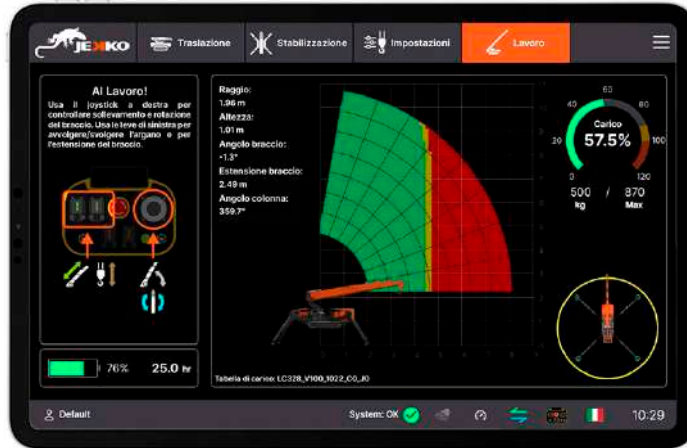 JEKKO
Traslazione
Stabilizzazione
Impostazioni
Lavoro
Al Lavoro!
Usa il joystick a destra per
controllare sollevamento e rotazione
del braccio. Usa le leve di sinistra per
avvolgere/svolgere l'argano e per
l'estensione del braccio.
76%
25.0 hr
Raggio:
1.96 m
Altezza:
1.01 m
Angolo braccio:
-1.3°
Estensione braccio:
2.49 m
Angolo colonna:
359.7°
Tabella di carico: LC328_V100_1022_C0_J0
0
20
40
60
80
100
120
Carico
57.5%
500 / 870
kg Max
Default
System: OK
10:29